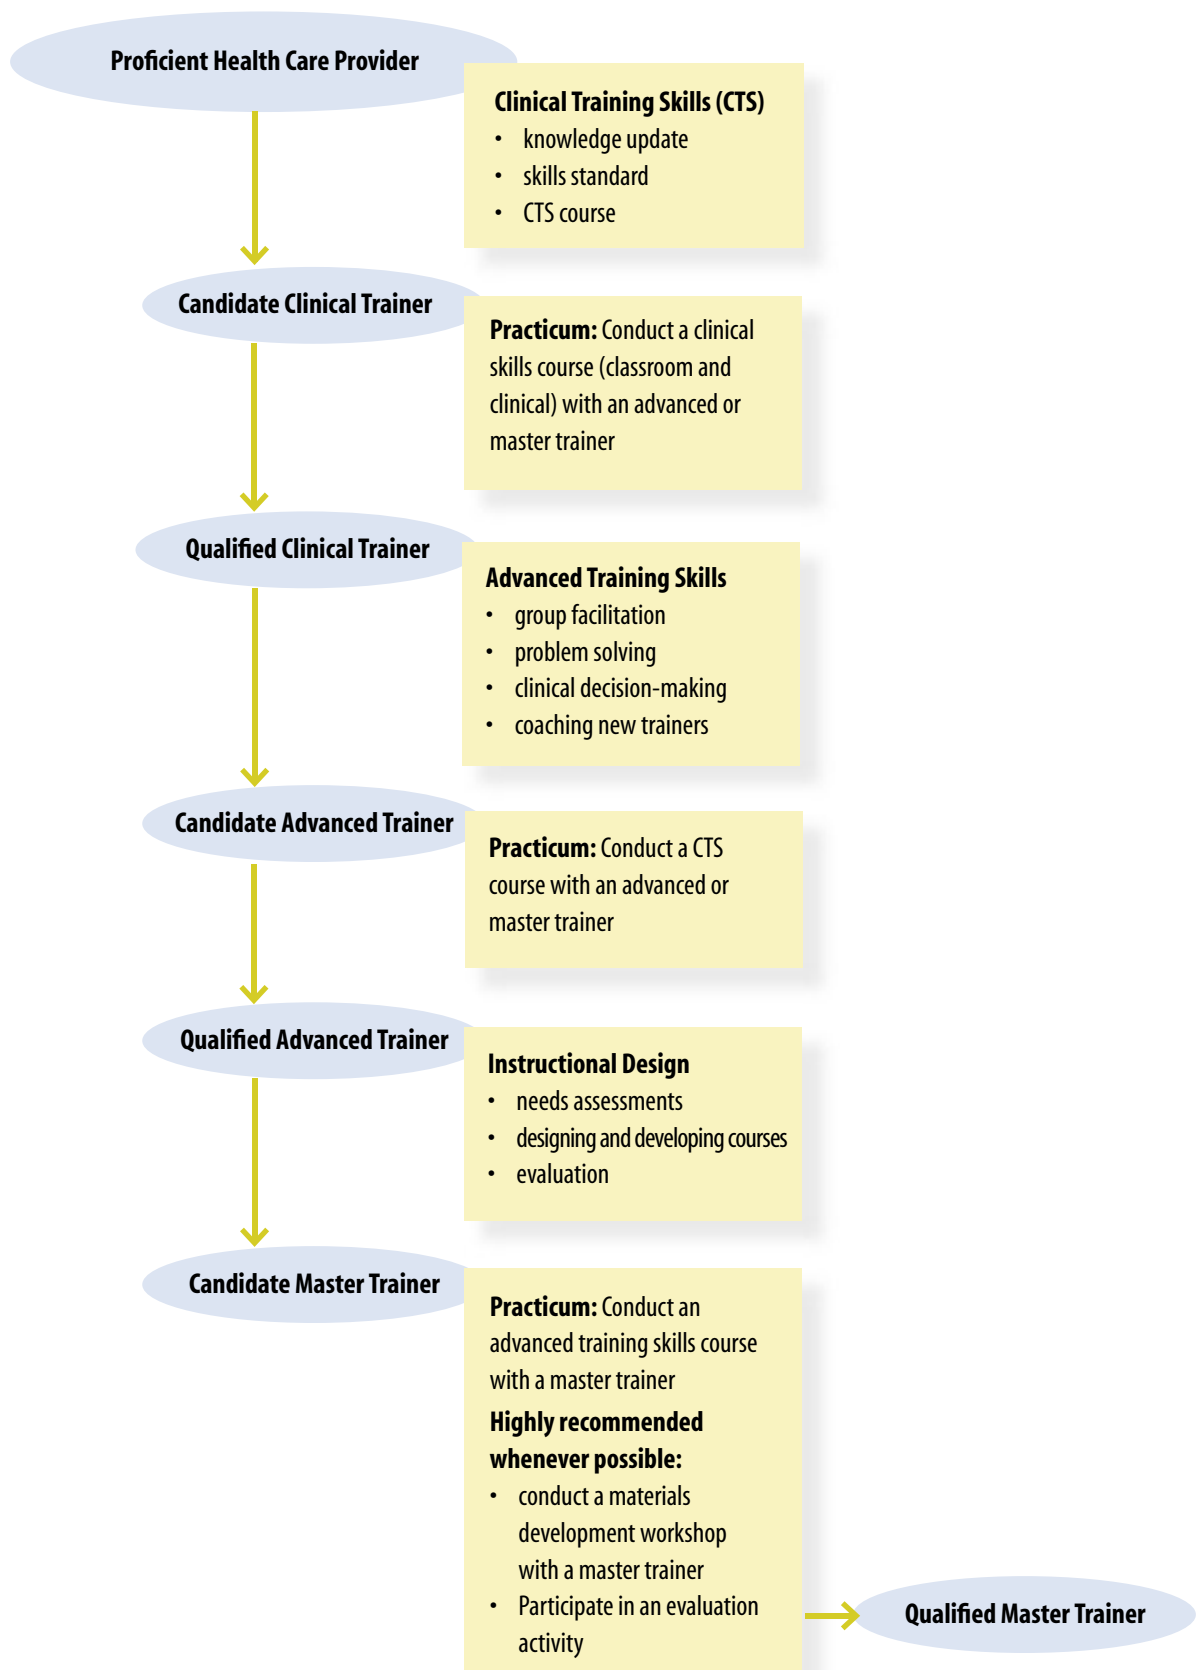 Proficient Health Care Provider
Clinical Training Skills (CTS)
• knowledge update
• skills standard
• CTS course
Candidate Clinical Trainer
Practicum: Conduct a clinical
skills course (classroom and
clinical) with an advanced or
master trainer
Qualified Clinical Trainer
Advanced Training Skills
• group facilitation
• problem solving
• clinical decision-making
• coaching new trainers
Candidate Advanced Trainer
Practicum: Conduct a CTS
course with an advanced or
master trainer
Qualified Advanced Trainer
Instructional Design
• needs assessments
• designing and developing courses
• evaluation
Candidate Master Trainer
Practicum: Conduct an
advanced training skills course
with a master trainer
Highly recommended
whenever possible:
• conduct a materials
development workshop
with a master trainer
• Participate in an evaluation
activity
Qualified Master Trainer